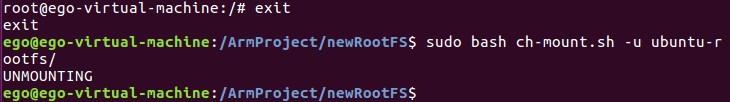 root@ego-virtual-machine:/# exit
exit
ego@ego-virtual-machine:/ArmProject/newRootFS$ sudo bash ch-mount.sh -u ubuntu-r
ootfs/
UNMOUNTING
ego@ego-virtual-machine:/ArmProject/newRootFS$